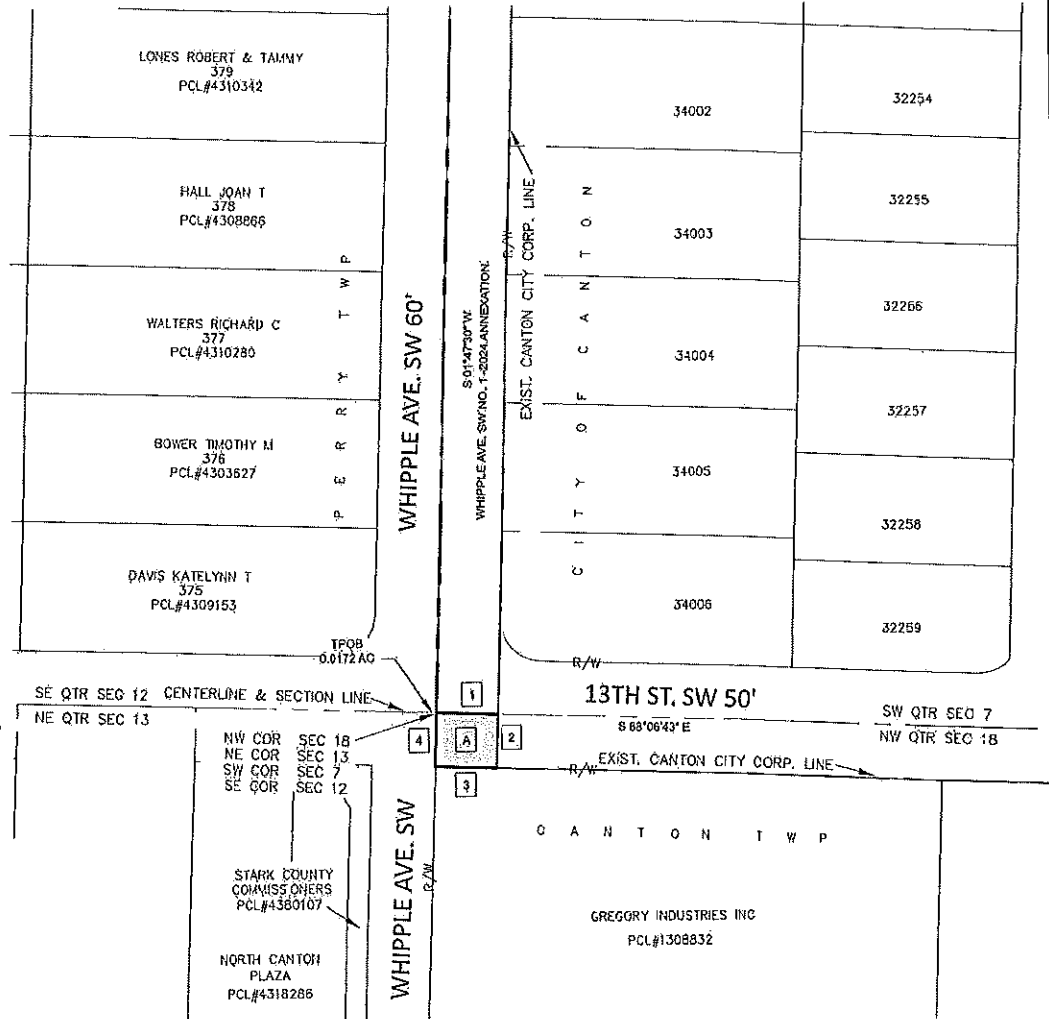 LONES ROBERT & TAMMY
379
PCL#4310342
HALL JOAN T
378
PCL#4308866
WALTERS RICHARD C
377
PCL#4310280
BOWER TIMOTHY M
376
PCL#4303627
DAVIS KATELYNN T
375
PCL#4309153
PERRY TWP
WHIPPLE AVE. SW 60'
S 01°47'30" W
WHIPPLE AVE. SW NO. 1-2024 ANNEXATION
R/W
EXIST. CANTON CITY CORP. LINE
CITY OF CANTON
34002
34003
34004
34005
34006
32254
32255
32266
32257
32258
32259
TPOB
0.0172 AC
R/W
1
13TH ST. SW 50'
SE QTR SEC 12 CENTERLINE & SECTION LINE
NE QTR SEC 13
S 88°06'43" E
SW QTR SEC 7
NW QTR SEC 18
4
A
2
3
NW COR SEC 18
NE COR SEC 13
SW COR SEC 7
SE COR SEC 12
R/W
EXIST. CANTON CITY CORP. LINE
CANTON TWP
WHIPPLE AVE. SW
R/W
STARK COUNTY
COMMISSIONERS
PCL#4380107
NORTH CANTON
PLAZA
PCL#4318286
GREGORY INDUSTRIES INC
PCL#1308832